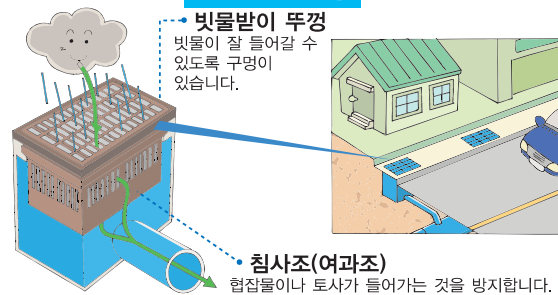 빗물받이 뚜껑
빗물이 잘 들어갈 수
있도록 구멍이
있습니다.
침사조(여과조)
협잡물이나 토사가 들어가는 것을 방지합니다.